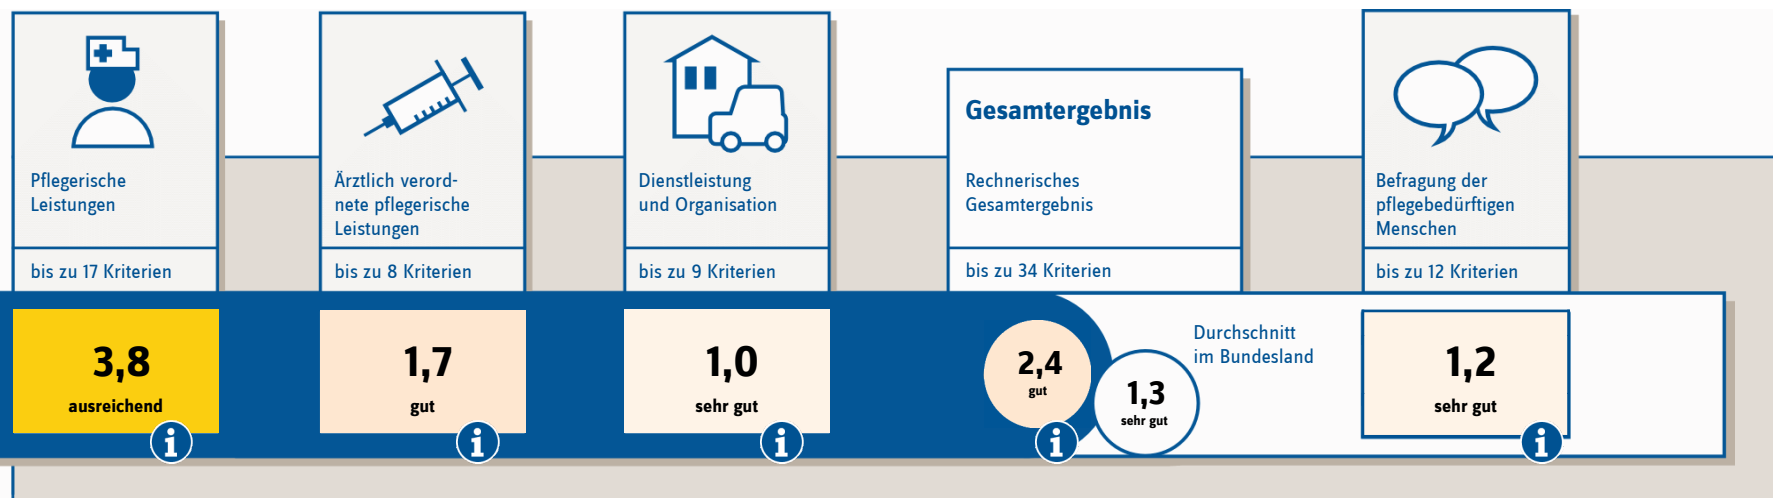 Pflegerische
Leistungen
bis zu 17 Kriterien
3,8
ausreichend
i
Ärztlich verord-
nete pflegerische
Leistungen
bis zu 8 Kriterien
1,7
gut
i
Dienstleistung
und Organisation
bis zu 9 Kriterien
1,0
sehr gut
i
Gesamtergebnis
Rechnerisches
Gesamtergebnis
bis zu 34 Kriterien
2,4
gut
i
1,3
sehr gut
Durchschnitt
im Bundesland
Befragung der
pflegebedürftigen
Menschen
bis zu 12 Kriterien
1,2
sehr gut
i